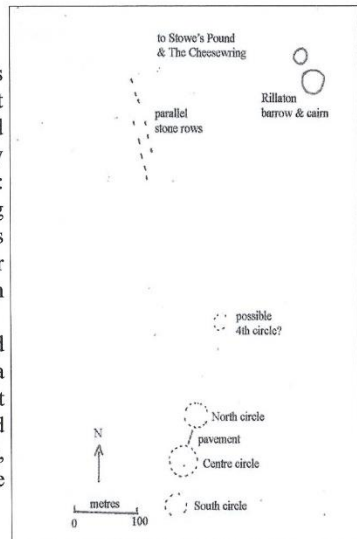 to Stowe's Pound
& The Cheesewring
Rillaton
barrow & cairn
parallel
stone rows
possible
4th circle?
North circle
pavement
Centre circle
South circle
N
metres
0 100